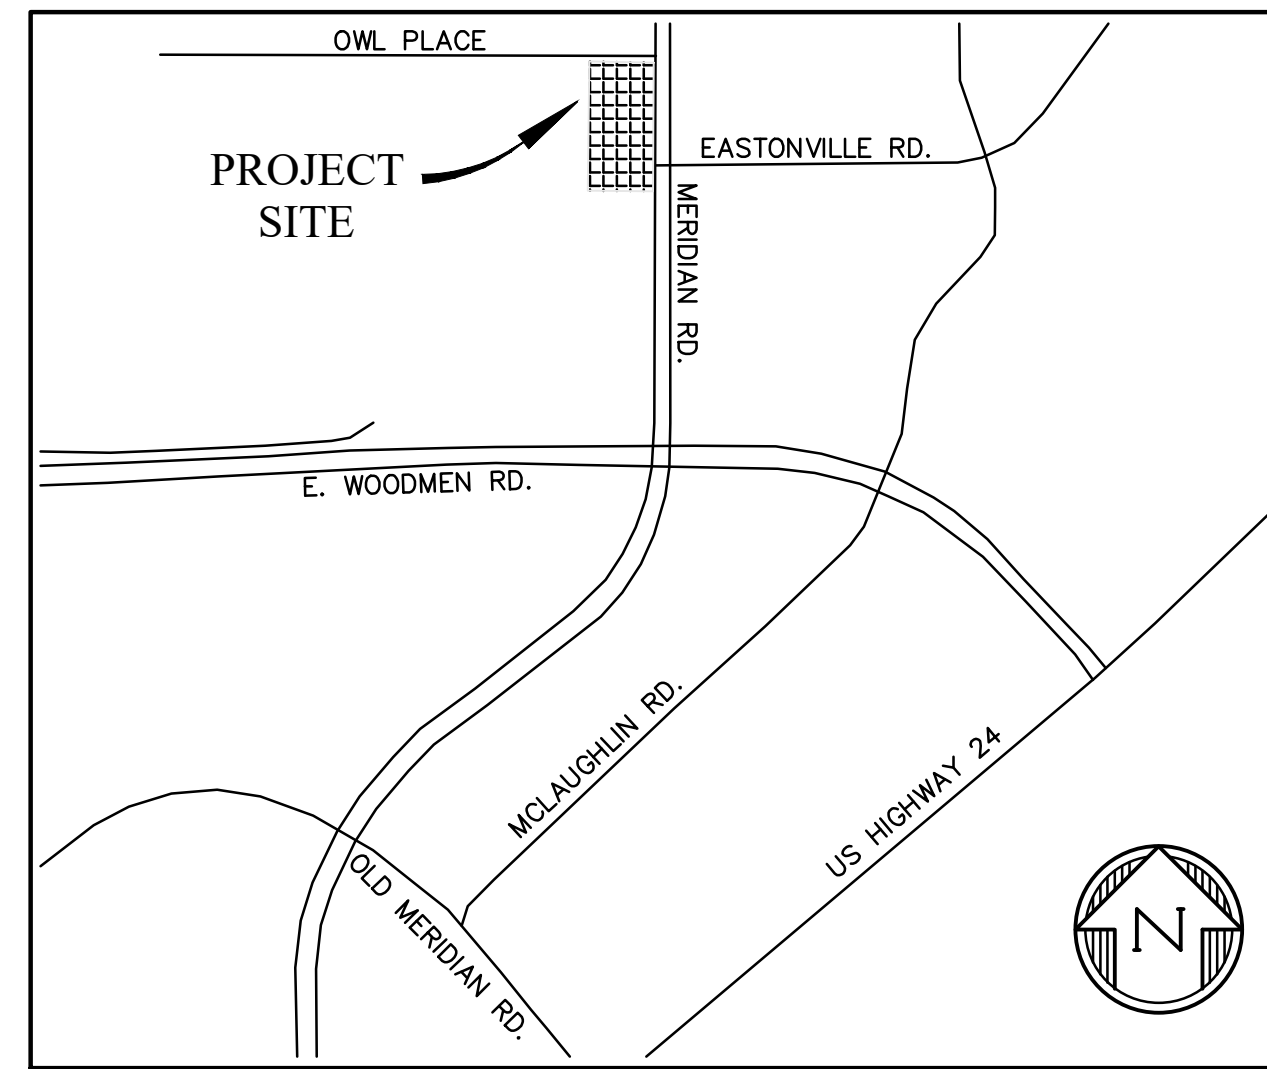 OWL PLACE
EASTONVILLE RD.
PROJECT
SITE
MERIDIAN RD.
E. WOODMEN RD.
MCLAUGHLIN RD.
US HIGHWAY 24
OLD MERIDIAN RD.
N